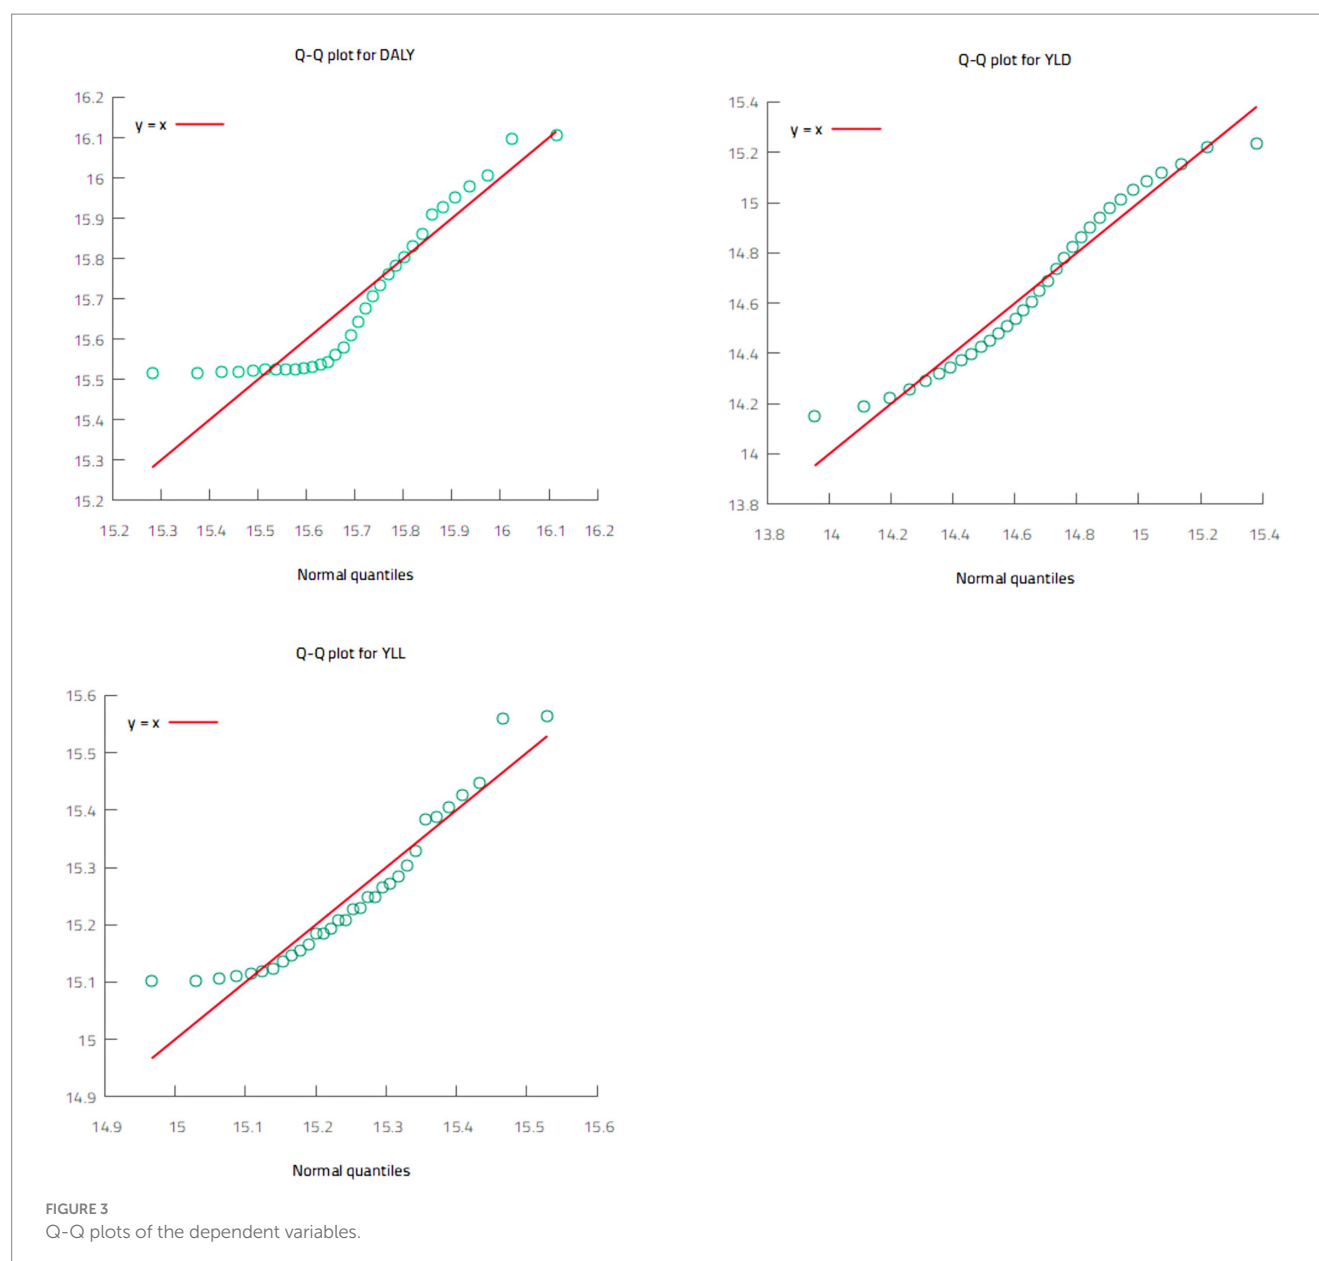 Q-Q plot for DALY
16.2
y = x
16.1
16
15.9
15.8
15.7
15.6
15.5
15.4
15.3
15.2
15.2 15.3 15.4 15.5 15.6 15.7 15.8 15.9 16 16.1 16.2
Normal quantiles
Q-Q plot for YLD
15.4
y = x
15.2
15
14.8
14.6
14.4
14.2
14
13.8
13.8 14 14.2 14.4 14.6 14.8 15 15.2 15.4
Normal quantiles
Q-Q plot for YLL
15.6
y = x
15.5
15.4
15.3
15.2
15.1
15
14.9
14.9 15 15.1 15.2 15.3 15.4 15.5 15.6
Normal quantiles
FIGURE 3
Q-Q plots of the dependent variables.